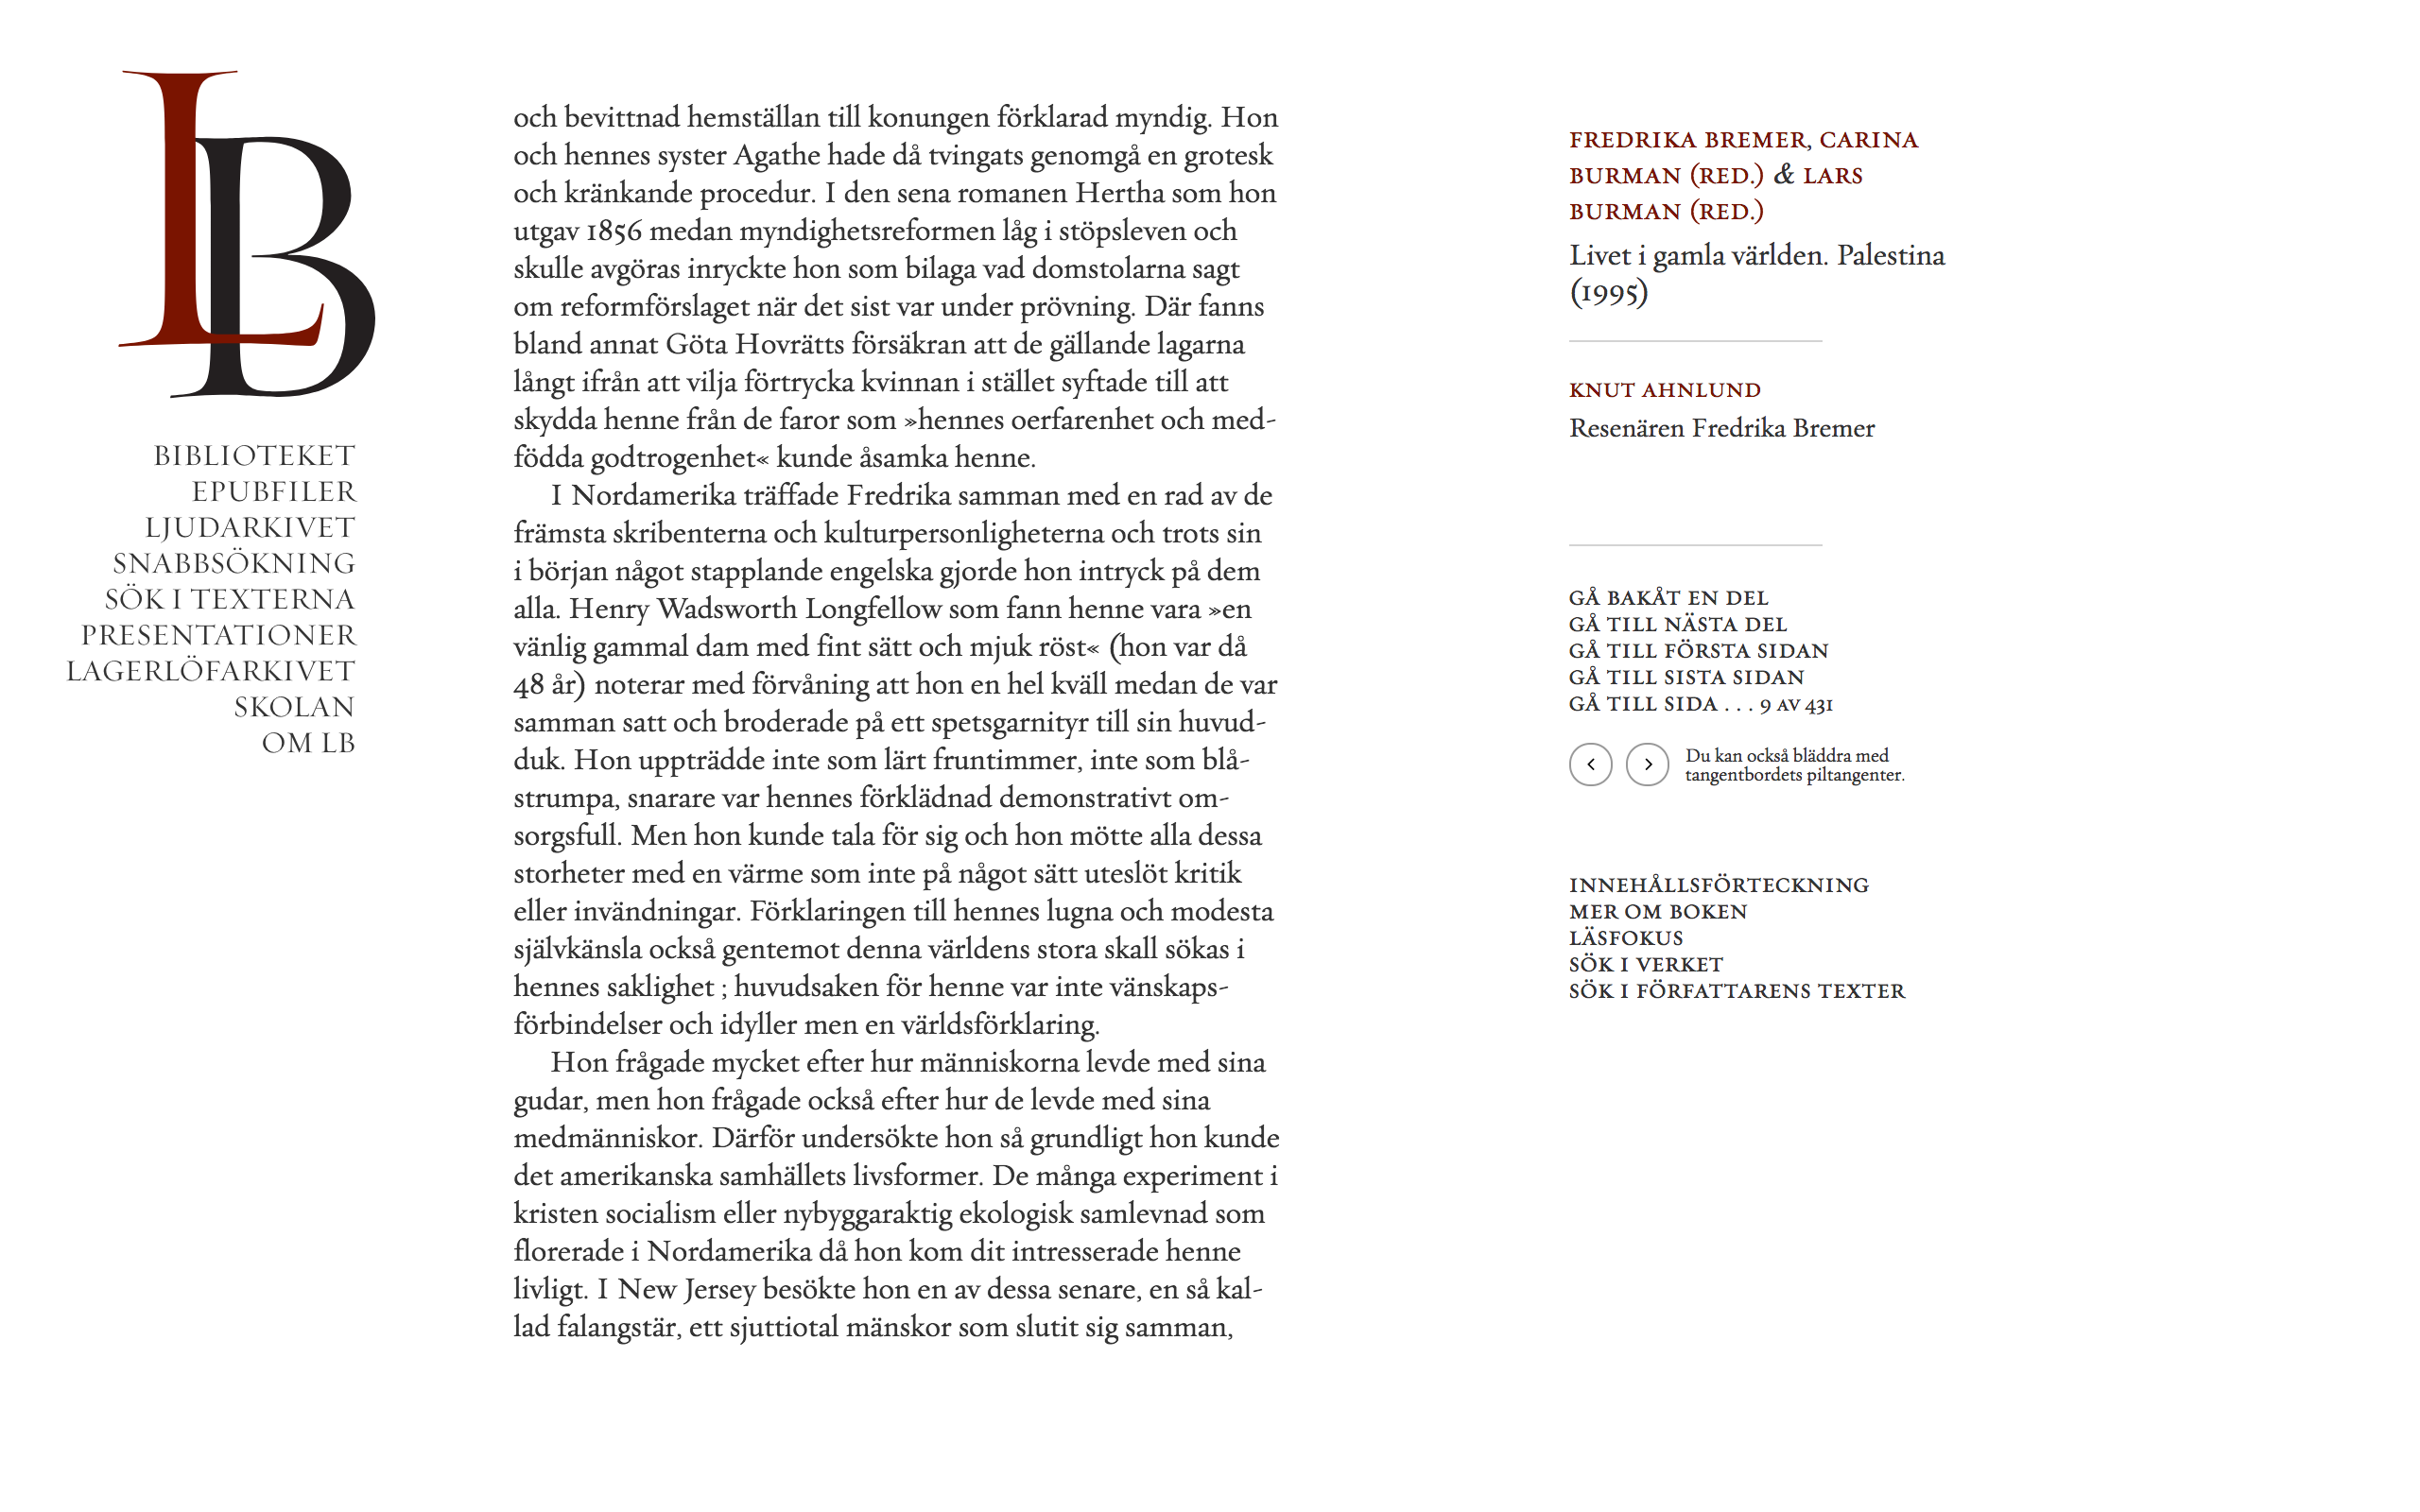 LB
BIBLIOTEKET
EPUBFILER
LJUDARKIVET
SNABBSÖKNING
SÖK I TEXTERNA
PRESENTATIONER
LAGERLÖFARKIVET
SKOLAN
OM LB
och bevittnad hemställan till konungen förklarad myndig. Hon
och hennes syster Agathe hade då tvingats genomgå en grotesk
och kränkande procedur. I den sena romanen Hertha som hon
utgav 1856 medan myndighetsreformen låg i stöpsleven och
skulle avgöras inryckte hon som bilaga vad domstolarna sagt
om reformförslaget när det sist var under prövning. Där fanns
bland annat Göta Hovrätts försäkran att de gällande lagarna
långt ifrån att vilja förtrycka kvinnan i stället syftade till att
skydda henne från de faror som »hennes oerfarenhet och med-
födda godtrogenhet« kunde åsamka henne.
I Nordamerika träffade Fredrika samman med en rad av de
främsta skribenterna och kulturpersonligheterna och trots sin
i början något stapplande engelska gjorde hon intryck på dem
alla. Henry Wadsworth Longfellow som fann henne vara »en
vänlig gammal dam med fint sätt och mjuk röst« (hon var då
48 år) noterar med förvåning att hon en hel kväll medan de var
samman satt och broderade på ett spetsgarnityr till sin huvud-
duk. Hon uppträdde inte som lärt fruntimmer, inte som blå-
strumpa, snarare var hennes förklädnad demonstrativt om-
sorgsfull. Men hon kunde tala för sig och hon mötte alla dessa
storheter med en värme som inte på något sätt uteslöt kritik
eller invändningar. Förklaringen till hennes lugna och modesta
självkänsla också gentemot denna världens stora skall sökas i
hennes saklighet ; huvudsaken för henne var inte vänskaps-
förbindelser och idyller men en världsförklaring.
Hon frågade mycket efter hur människorna levde med sina
gudar, men hon frågade också efter hur de levde med sina
medmänniskor. Därför undersökte hon så grundligt hon kunde
det amerikanska samhällets livsformer. De många experiment i
kristen socialism eller nybyggaraktig ekologisk samlevnad som
florerade i Nordamerika då hon kom dit intresserade henne
livligt. I New Jersey besökte hon en av dessa senare, en så kal-
lad falangstär, ett sjuttiotal mänskor som slutit sig samman,
FREDRIKA BREMER, CARINA
BURMAN (RED.) & LARS
BURMAN (RED.)
Livet i gamla världen. Palestina
(1995)
KNUT AHNLUND
Resenären Fredrika Bremer
GÅ BAKÅT EN DEL
GÅ TILL NÄSTA DEL
GÅ TILL FÖRSTA SIDAN
GÅ TILL SISTA SIDAN
GÅ TILL SIDA . . . 9 AV 431
Du kan också bläddra med
tangentbordets piltangenter.
INNEHÅLLSFÖRTECKNING
MER OM BOKEN
LÄSFOKUS
SÖK I VERKET
SÖK I FÖRFATTARENS TEXTER